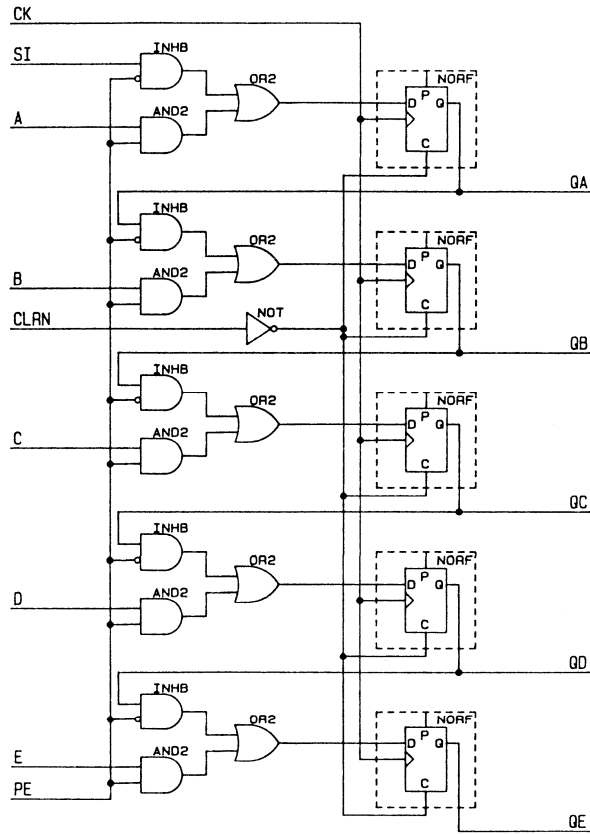 CK
INHB
SI
OR2
NORF
D P Q
A
AND2
C
QA
INHB
OR2
NORF
D P Q
B
AND2
C
CLRN
NOT
QB
INHB
OR2
NORF
D P Q
C
AND2
C
QC
INHB
OR2
NORF
D P Q
D
AND2
C
QD
INHB
OR2
NORF
D P Q
E
AND2
C
PE
QE